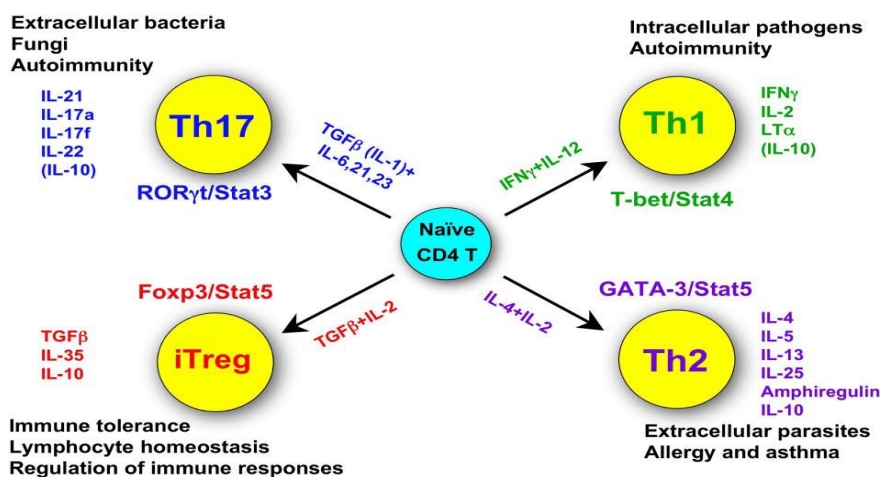 Extracellular bacteria
Fungi
Autoimmunity
IL-21
IL-17a
IL-17f
IL-22
(IL-10)
Th17
RORγt/Stat3
TGFβ (IL-1)+
IL-6,21,23
Intracellular pathogens
Autoimmunity
IFNγ+IL-12
Th1
T-bet/Stat4
IFNγ
IL-2
LTα
(IL-10)
Naïve
CD4 T
Foxp3/Stat5
TGFβ
IL-35
IL-10
iTreg
TGFβ+IL-2
Immune tolerance
Lymphocyte homeostasis
Regulation of immune responses
GATA-3/Stat5
IL-4+IL-2
Th2
IL-4
IL-5
IL-13
IL-25
Amphiregulin
IL-10
Extracellular parasites
Allergy and asthma